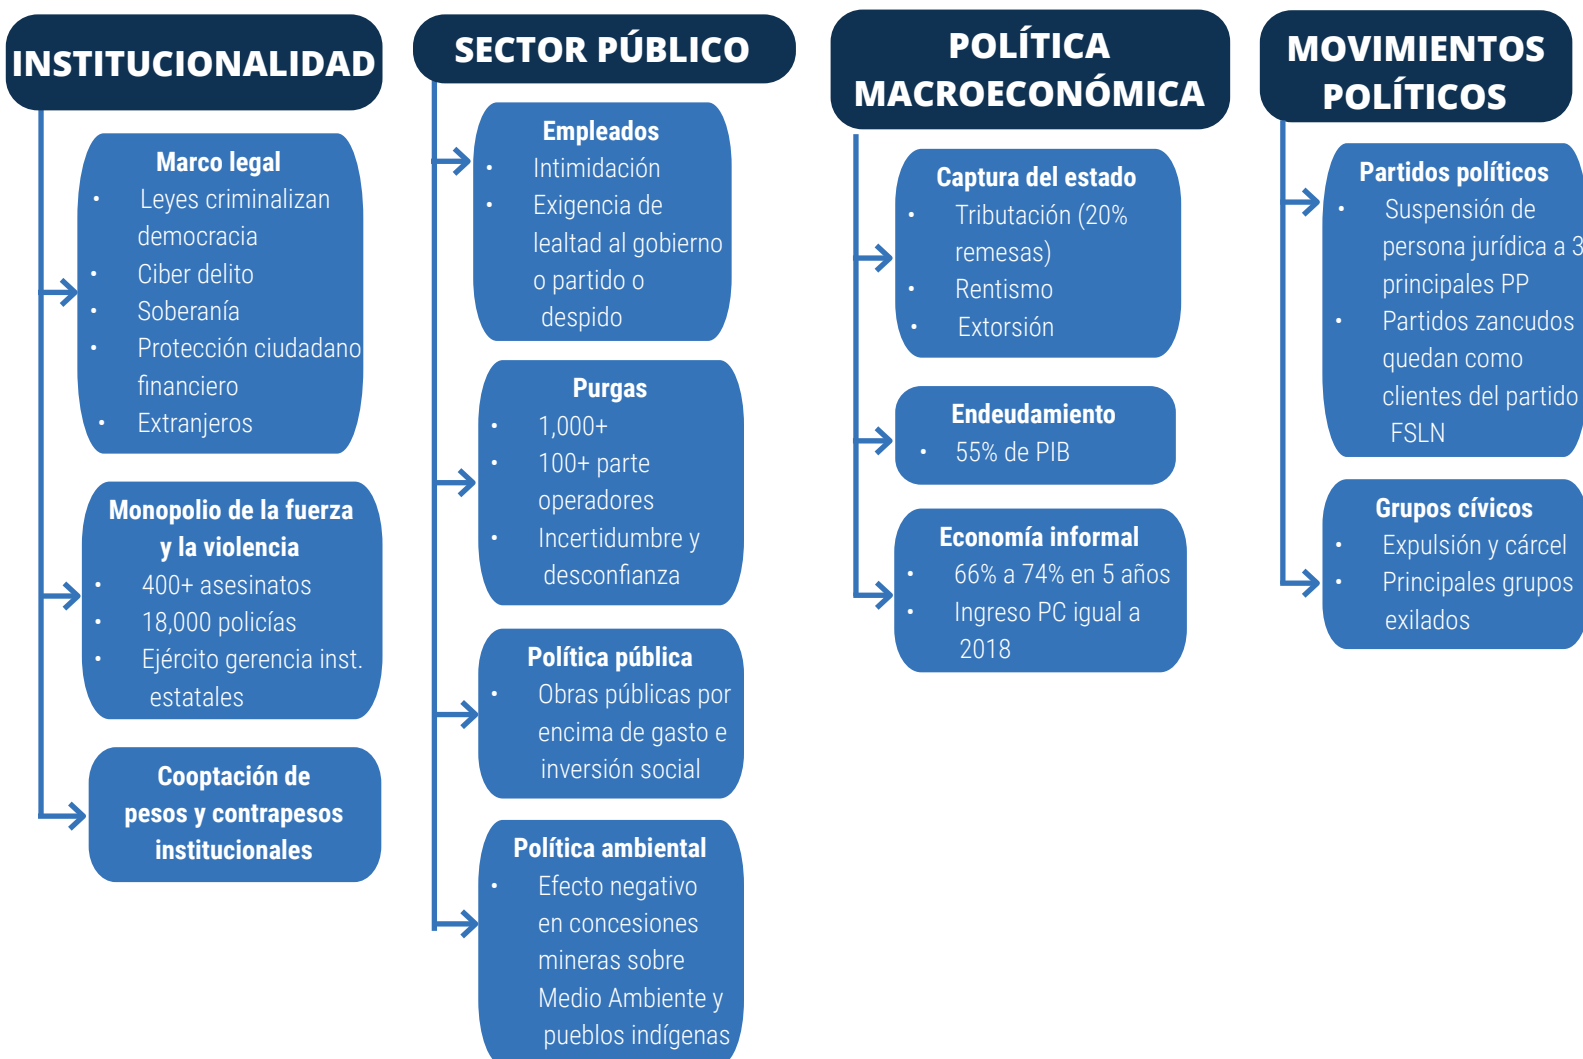 INSTITUCIONALIDAD
Marco legal
• Leyes criminalizan
democracia
• Ciber delito
• Soberanía
• Protección ciudadano
financiero
• Extranjeros
Monopolio de la fuerza
y la violencia
• 400+ asesinatos
• 18,000 policías
• Ejército gerencia inst.
estatales
Cooptación de
pesos y contrapesos
institucionales
SECTOR PÚBLICO
Empleados
• Intimidación
• Exigencia de
lealtad al gobierno
o partido o
despido
Purgas
• 1,000+
• 100+ parte
operadores
• Incertidumbre y
desconfianza
Política pública
• Obras públicas por
encima de gasto e
inversión social
Política ambiental
• Efecto negativo
en concesiones
mineras sobre
Medio Ambiente y
pueblos indígenas
POLÍTICA
MACROECONÓMICA
Captura del estado
• Tributación (20%
remesas)
• Rentismo
• Extorsión
Endeudamiento
• 55% de PIB
Economía informal
• 66% a 74% en 5 años
• Ingreso PC igual a
2018
MOVIMIENTOS
POLÍTICOS
Partidos políticos
• Suspensión de
persona jurídica a 3
principales PP
• Partidos zancudos
quedan como
clientes del partido
FSLN
Grupos cívicos
• Expulsión y cárcel
• Principales grupos
exilados